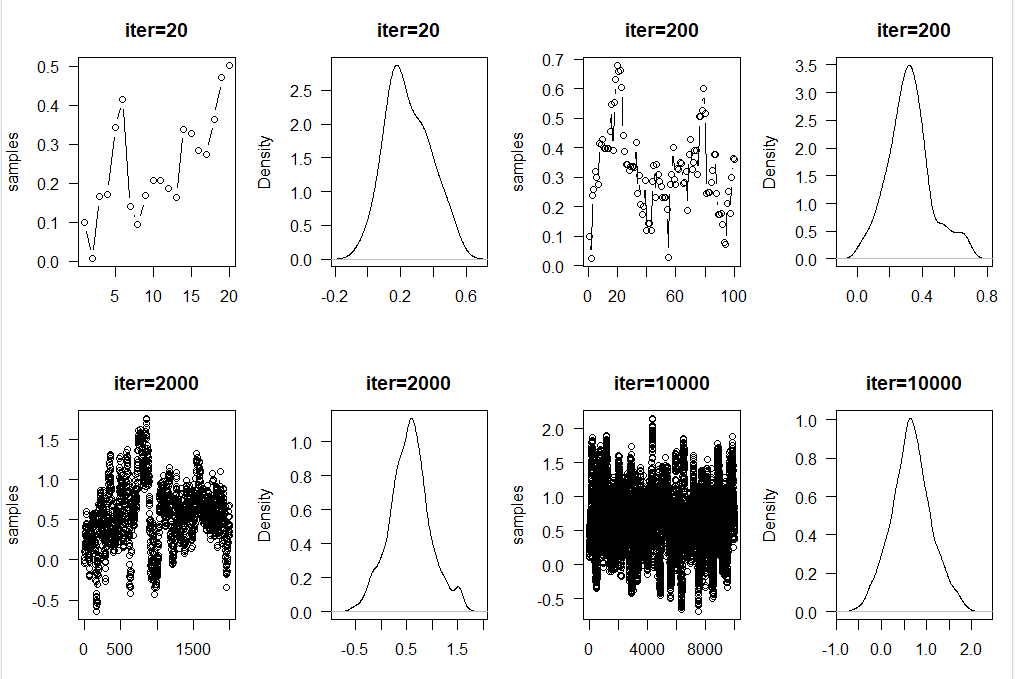 iter=20
iter=20
iter=200
iter=200
samples
0.5
0.4
0.3
0.2
0.1
0.0
5 10 15 20
Density
2.5
2.0
1.5
1.0
0.5
0.0
-0.2 0.2 0.6
samples
0.7
0.6
0.5
0.4
0.3
0.2
0.1
0.0
0 20 60 100
Density
3.5
3.0
2.5
2.0
1.5
1.0
0.5
0.0
0.0 0.4 0.8
iter=2000
iter=2000
iter=10000
iter=10000
samples
1.5
1.0
0.5
0.0
-0.5
0 500 1500
Density
1.0
0.8
0.6
0.4
0.2
0.0
-0.5 0.5 1.5
samples
2.0
1.5
1.0
0.5
0.0
-0.5
0 4000 8000
Density
1.0
0.8
0.6
0.4
0.2
0.0
-1.0 0.0 1.0 2.0